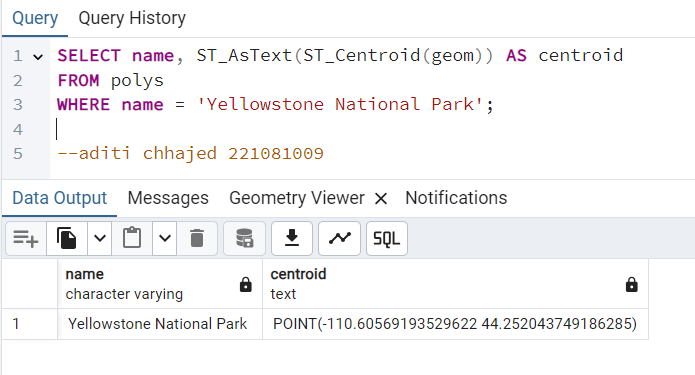 Query Query History
1 SELECT name, ST_AsText(ST_Centroid(geom)) AS centroid
2 FROM polys
3 WHERE name = 'Yellowstone National Park';
4
5 --aditi chhajed 221081009
Data Output Messages Geometry Viewer Notifications
SQL
name centroid
character varying text
1 Yellowstone National Park POINT(-110.60569193529622 44.252043749186285)